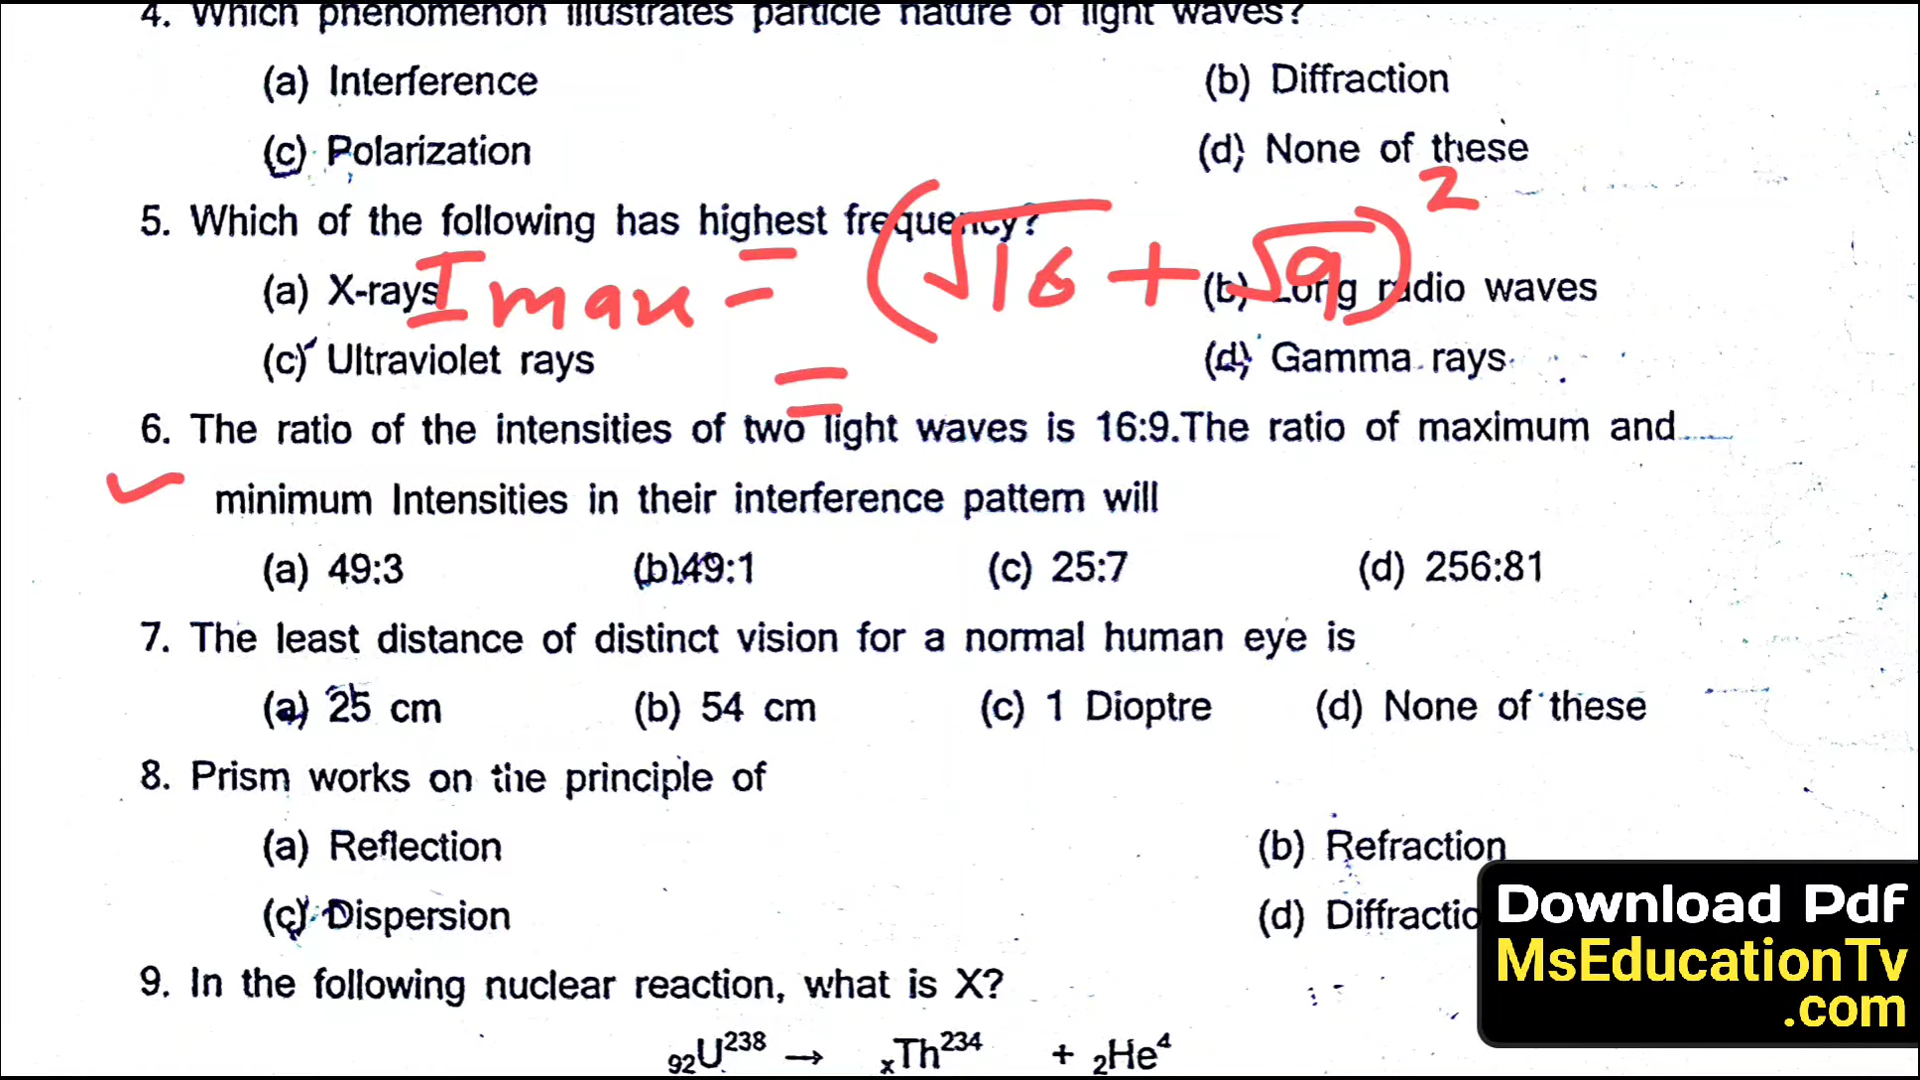 4. Which phenomenon illustrates particle nature of light waves?
(a) Interference (b) Diffraction
(c) Polarization (d) None of these
5. Which of the following has highest frequency?
(a) X-rays (b) Long radio waves
I max = (√16 + √9)²
(c) Ultraviolet rays (d) Gamma rays
=
6. The ratio of the intensities of two light waves is 16:9.The ratio of maximum and
minimum Intensities in their interference pattern will
(a) 49:3 (b) 49:1 (c) 25:7 (d) 256:81
7. The least distance of distinct vision for a normal human eye is
(a) 25 cm (b) 54 cm (c) 1 Dioptre (d) None of these
8. Prism works on the principle of
(a) Reflection (b) Refraction
(c) Dispersion (d) Diffractio
9. In the following nuclear reaction, what is X?
₉₂U²³⁸ → ₓTh²³⁴ + ₂He⁴
Download Pdf
MsEducationTv
.com